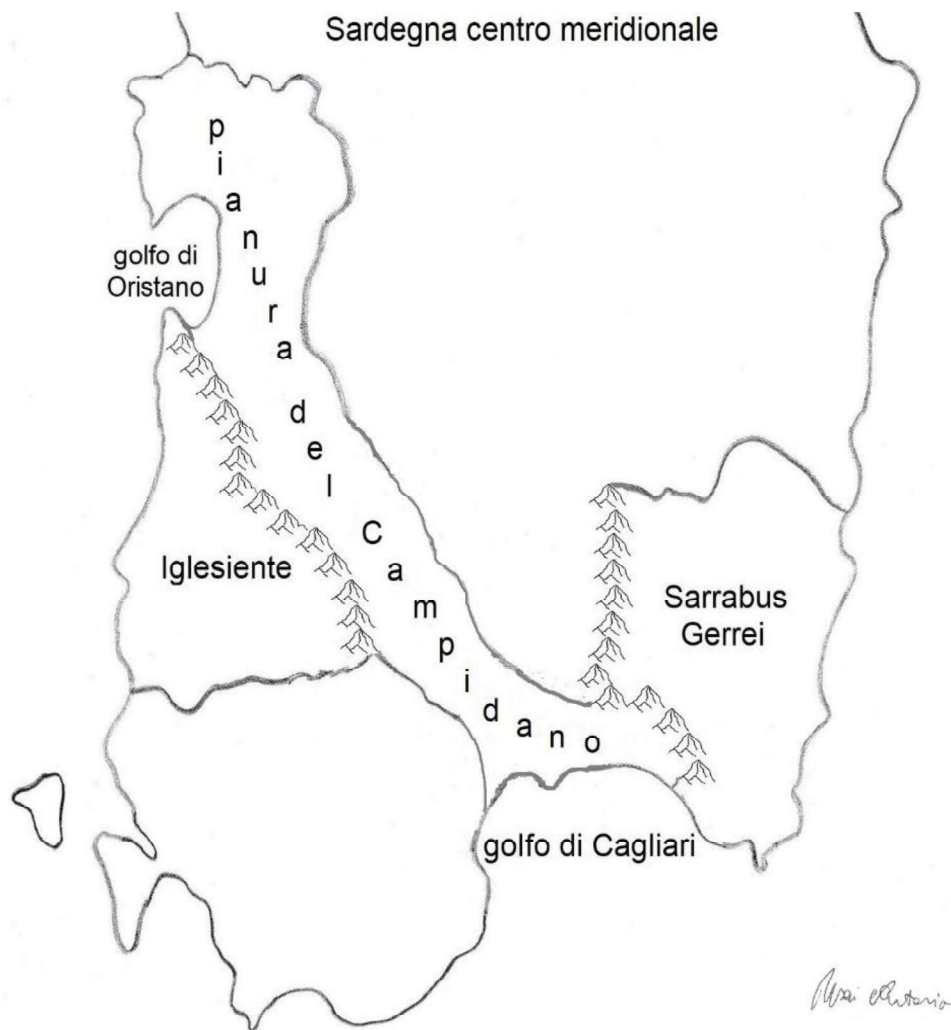 Sardegna centro meridionale
pianura del Campidano
golfo di
Oristano
Iglesiente
Sarrabus
Gerrei
golfo di Cagliari